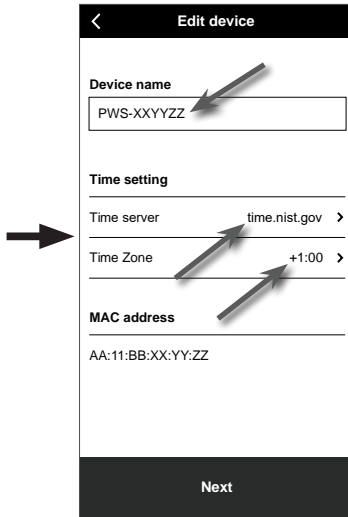 Edit device
Device name
PWS-XXYYZZ
Time setting
Time server time.nist.gov
Time Zone +1:00
MAC address
AA:11:BB:XX:YY:ZZ
Next